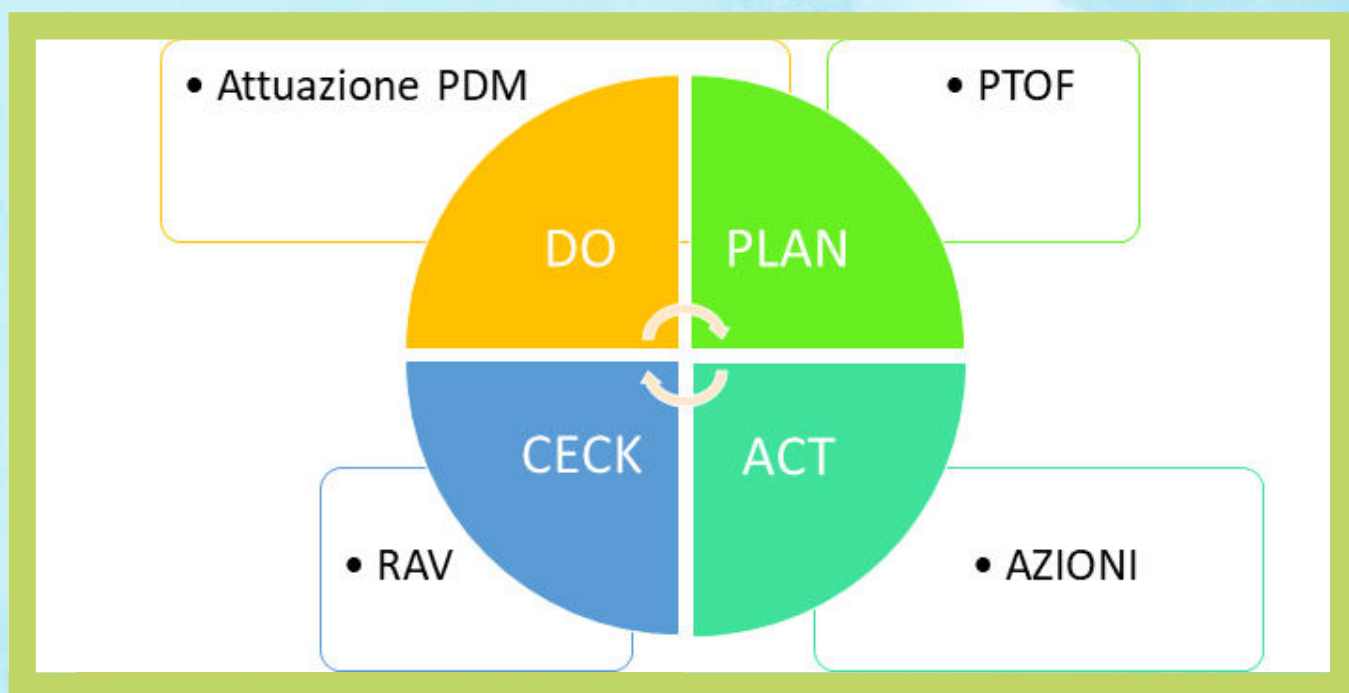 • Attuazione PDM
• PTOF
DO
PLAN
CECK
ACT
• RAV
• AZIONI